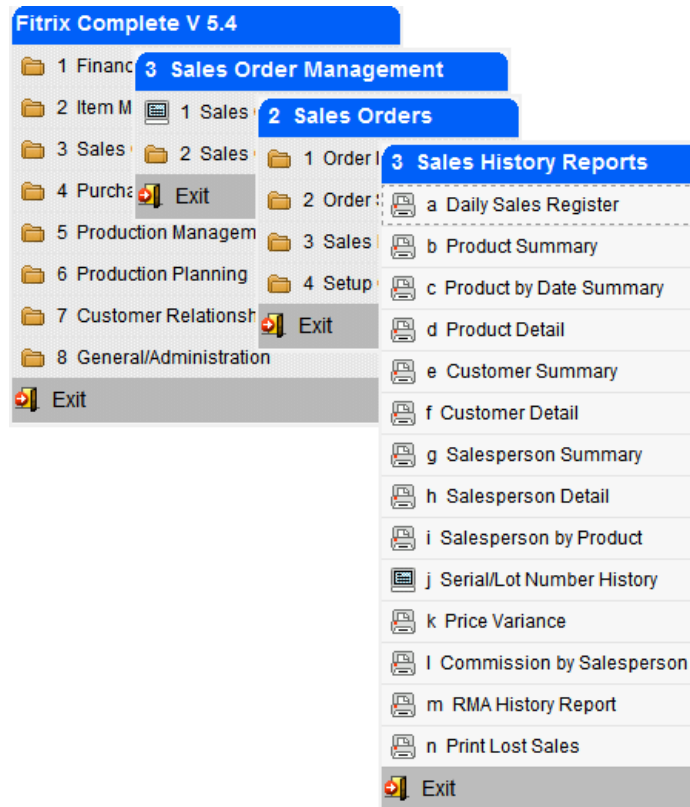 Fitrix Complete V 5.4
1 Financ
2 Item M
3 Sales
4 Purcha
5 Production Managem
6 Production Planning
7 Customer Relationsh
8 General/Administration
Exit
3 Sales Order Management
1 Sales
2 Sales
Exit
2 Sales Orders
1 Order
2 Order
3 Sales
4 Setup
Exit
3 Sales History Reports
a Daily Sales Register
b Product Summary
c Product by Date Summary
d Product Detail
e Customer Summary
f Customer Detail
g Salesperson Summary
h Salesperson Detail
i Salesperson by Product
j Serial/Lot Number History
k Price Variance
l Commission by Salesperson
m RMA History Report
n Print Lost Sales
Exit